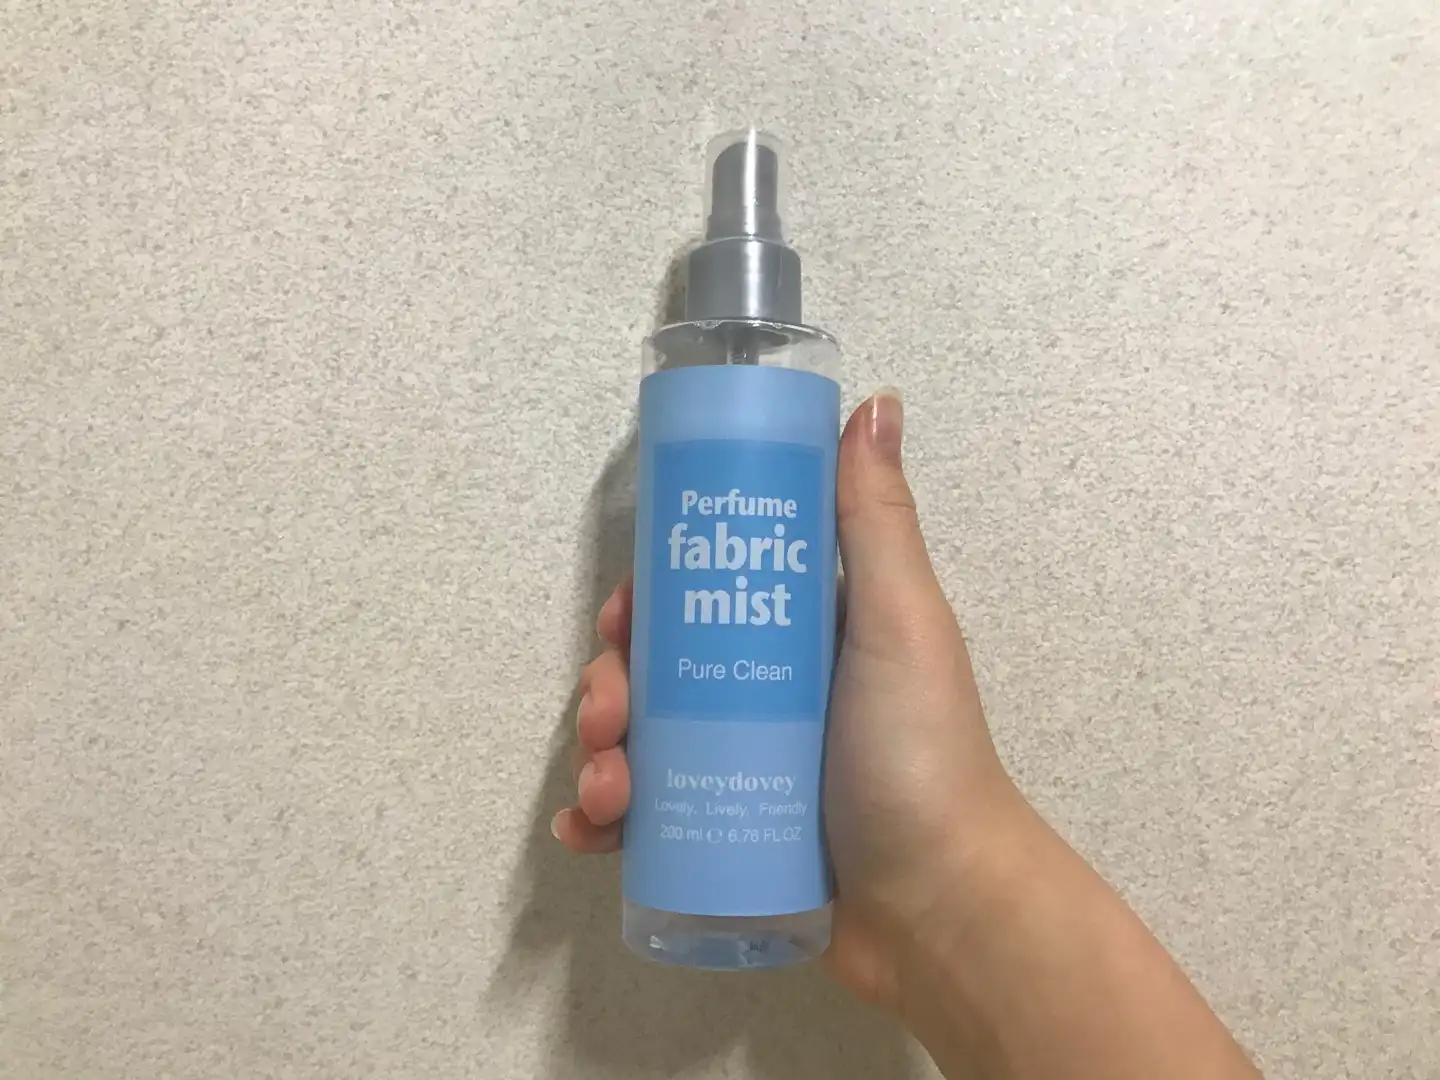 Perfume
fabric
mist
Pure Clean
loveydovey
Lovely, Lively, Friendly
200 ml ℮ 6.76 FL OZ